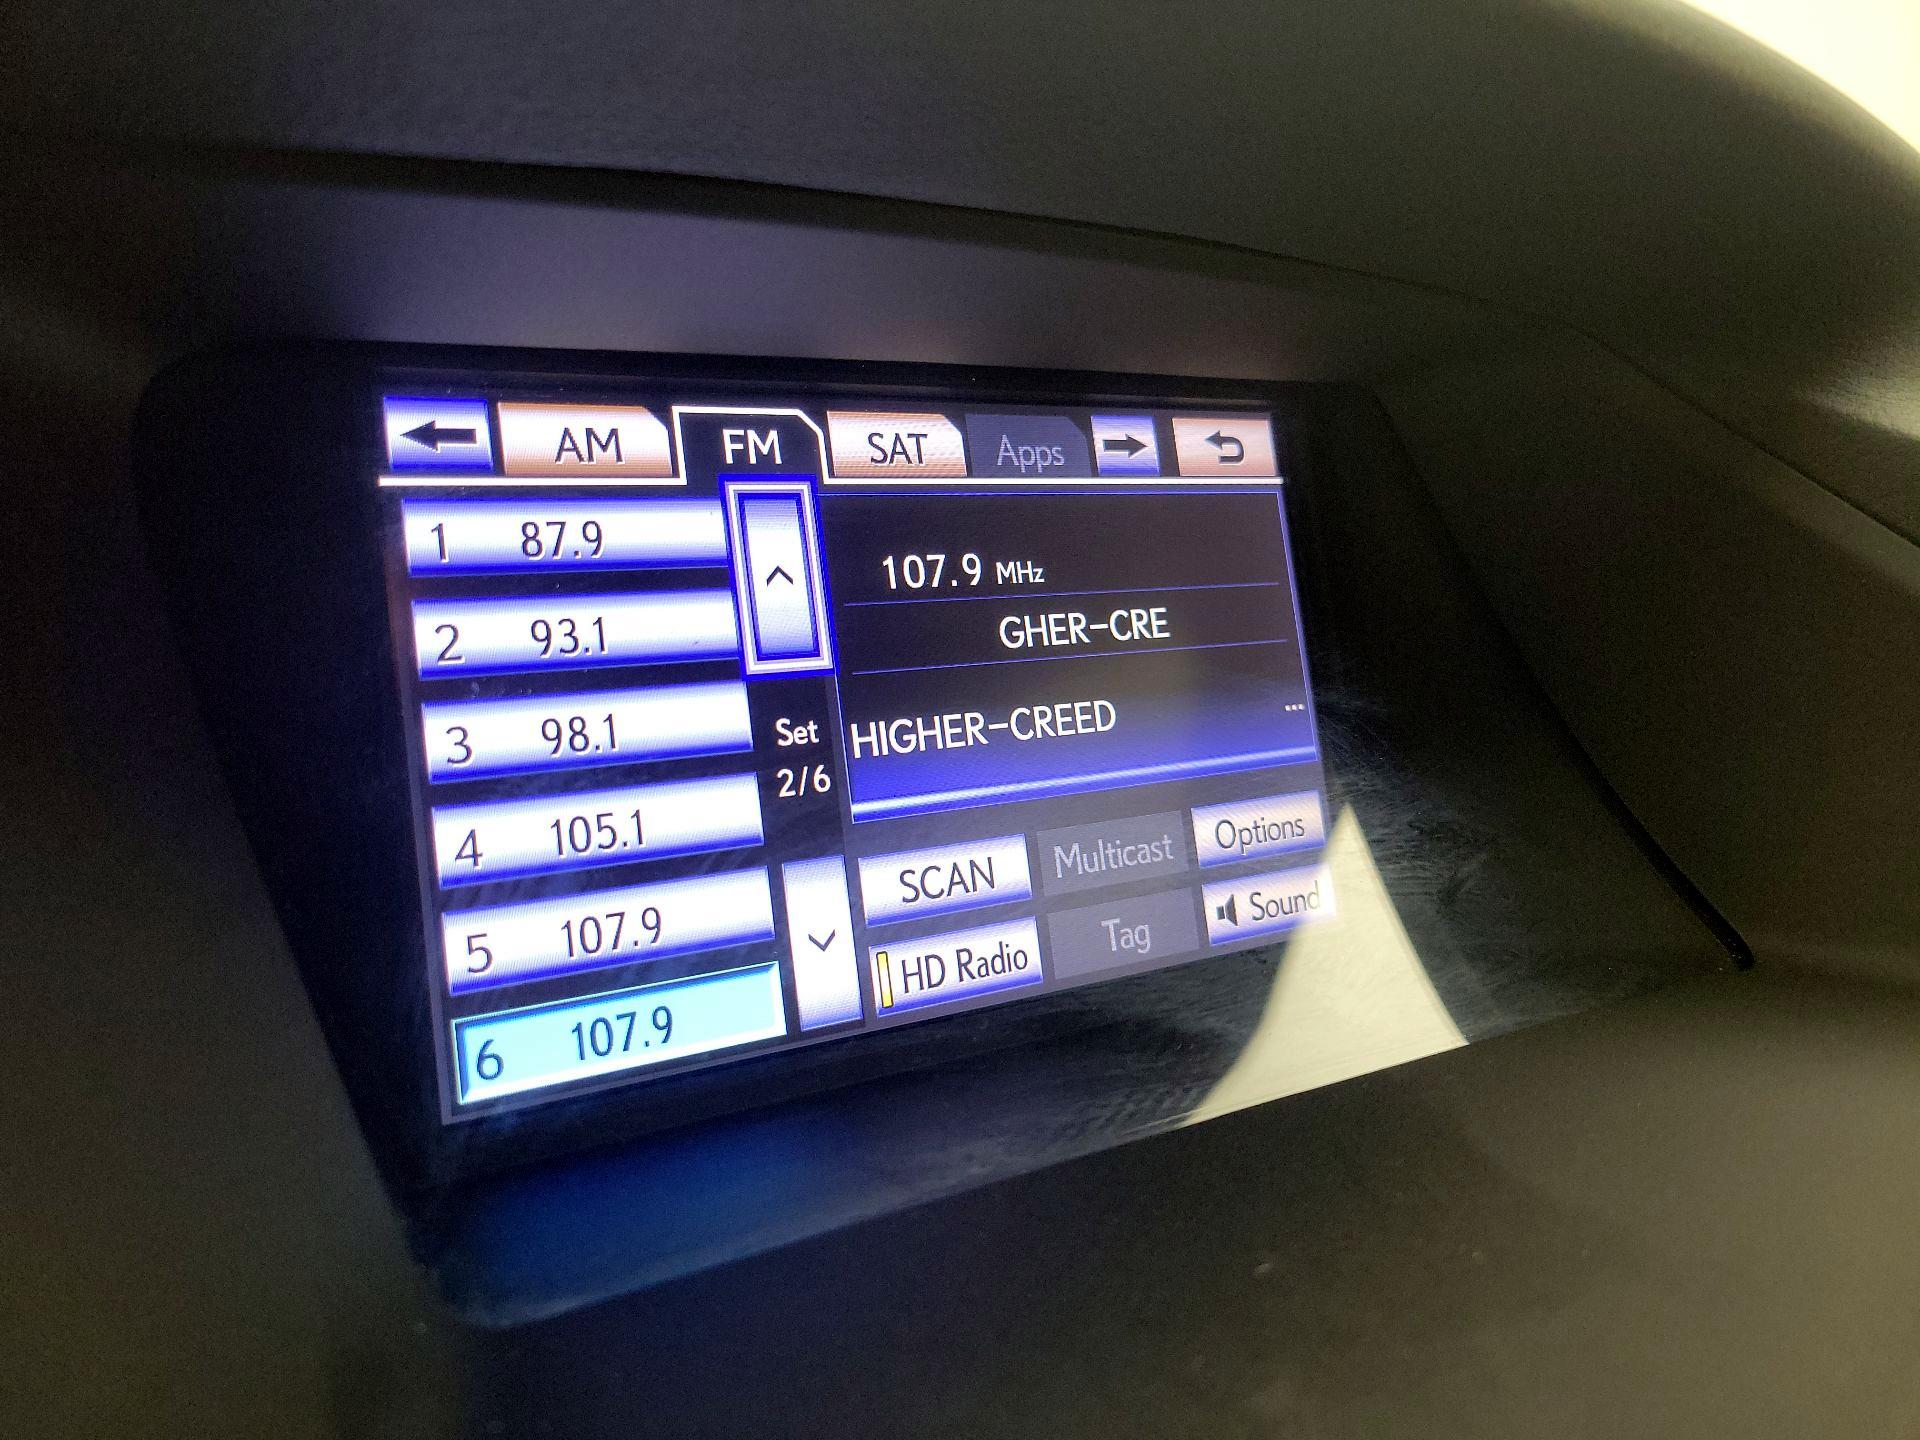 AM FM SAT Apps
1 87.9
2 93.1
3 98.1
4 105.1
5 107.9
6 107.9
Set
2/6
107.9 MHz
GHER-CRE
HIGHER-CREED ...
SCAN Multicast Options
HD Radio Tag Sound